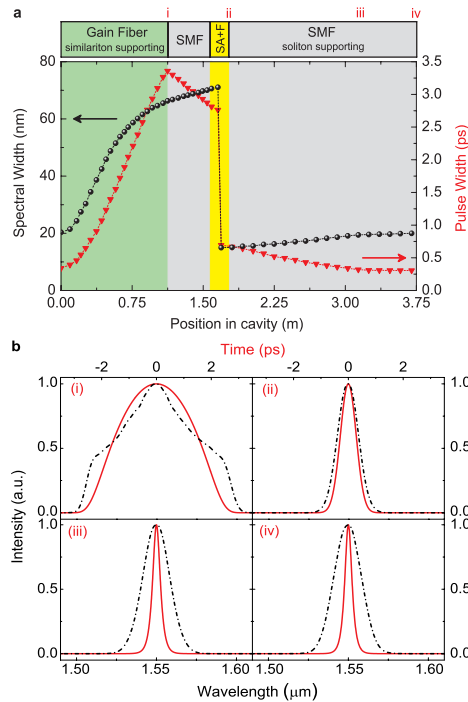 a
i ii iii iv
Gain Fiber
similariton supporting
SMF
SA+F
SMF
soliton supporting
Spectral Width (nm)
80
60
40
20
0
0.00 0.75 1.50 2.25 3.00 3.75
Position in cavity (m)
3.5
3.0
2.5
2.0
1.5
1.0
0.5
0.0
Pulse Width (ps)
b
Time (ps)
-2 0 2 -2 0 2
Intensity (a.u.)
1.0
0.5
0.0
(i)
(ii)
1.0
0.5
0.0
1.0
0.5
0.0
(iii)
(iv)
1.0
0.5
0.0
1.50 1.55 1.60 1.50 1.55 1.60
Wavelength (μm)